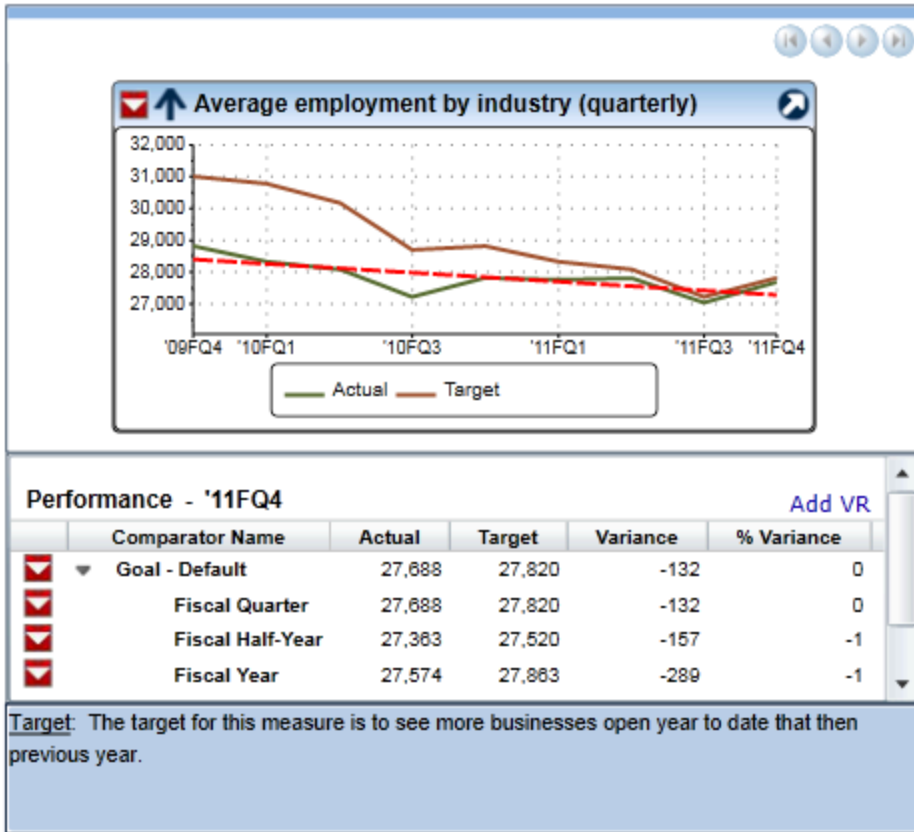 Average employment by industry (quarterly)
32,000
31,000
30,000
29,000
28,000
27,000
'09FQ4 '10FQ1 '10FQ3 '11FQ1 '11FQ3 '11FQ4
Actual Target
Performance - '11FQ4
Add VR
Comparator Name Actual Target Variance % Variance
Goal - Default 27,688 27,820 -132 0
Fiscal Quarter 27,688 27,820 -132 0
Fiscal Half-Year 27,363 27,520 -157 -1
Fiscal Year 27,574 27,863 -289 -1
Target: The target for this measure is to see more businesses open year to date that then
previous year.